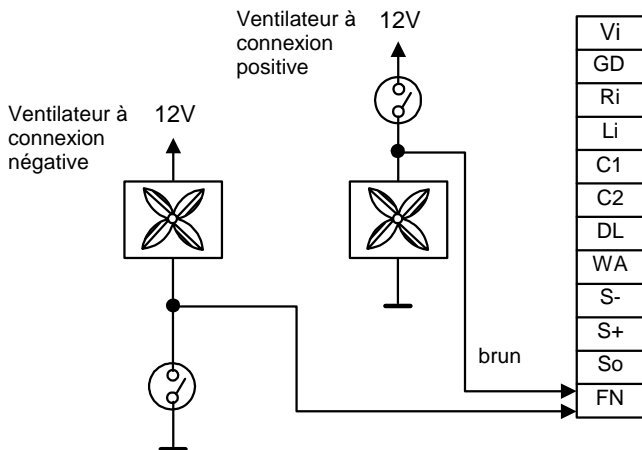 Ventilateur à
connexion
positive
12V
Ventilateur à
connexion
négative
12V
brun
Vi
GD
Ri
Li
C1
C2
DL
WA
S-
S+
So
FN